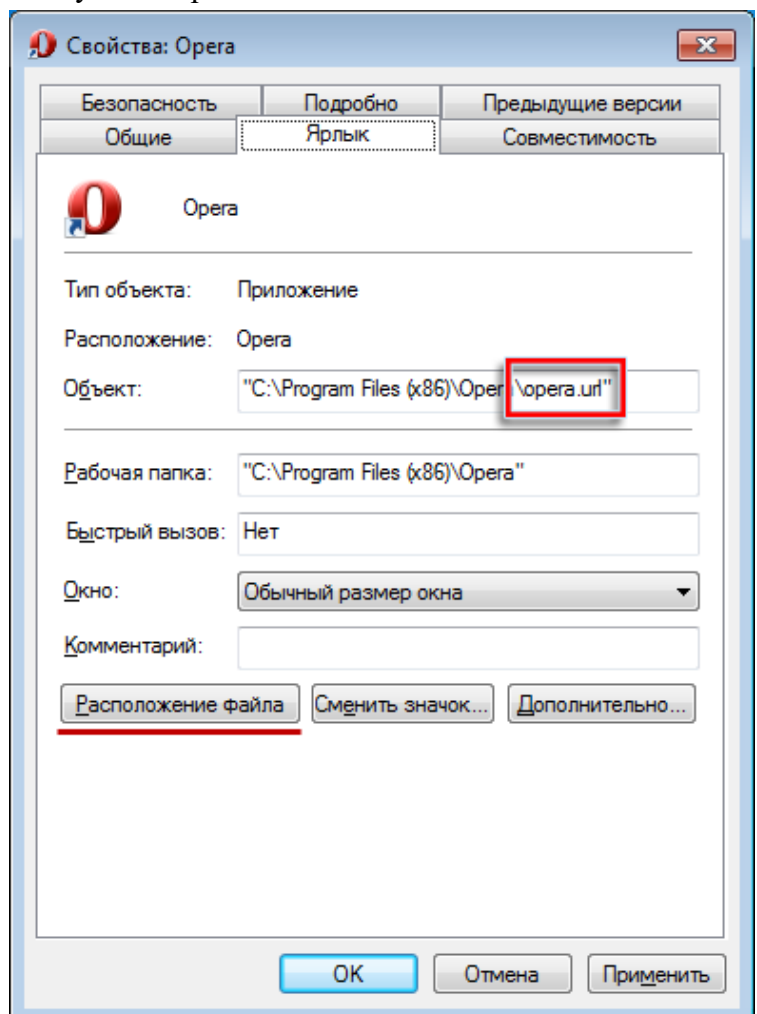 Свойства: Opera
Безопасность Подробно Предыдущие версии
Общие Ярлык Совместимость
Opera
Тип объекта: Приложение
Расположение: Opera
Объект: "C:\Program Files (x86)\Opera\opera.url"
Рабочая папка: "C:\Program Files (x86)\Opera"
Быстрый вызов: Нет
Окно: Обычный размер окна
Комментарий:
Расположение файла Сменить значок... Дополнительно...
ОК Отмена Применить